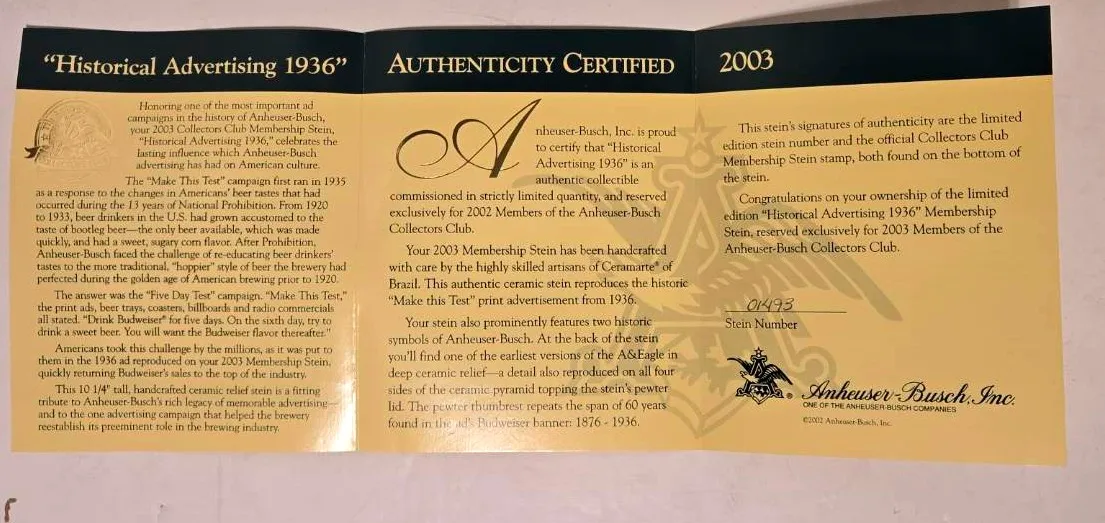 "Historical Advertising 1936"
Honoring one of the most important ad
campaigns in the history of Anheuser-Busch,
your 2003 Collectors Club Membership Stein,
"Historical Advertising 1936," celebrates the
lasting influence which Anheuser-Busch
advertising has had on American culture.
The "Make This Test" campaign first ran in 1935
as a response to the changes in Americans' beer tastes that had
occurred during the 13 years of National Prohibition. From 1920
to 1933, beer drinkers in the U.S. had grown accustomed to the
taste of bootleg beer—the only beer available, which was made
quickly, and had a sweet, sugary corn flavor. After Prohibition,
Anheuser-Busch faced the challenge of re-educating beer drinkers'
tastes to the more traditional, "hoppier" style of beer the brewery had
perfected during the golden age of American brewing prior to 1920.
The answer was the "Five Day Test" campaign. "Make This Test,"
the print ads, beer trays, coasters, billboards and radio commercials
all stated. "Drink Budweiser® for five days. On the sixth day, try to
drink a sweet beer. You will want the Budweiser flavor thereafter."
Americans took this challenge by the millions, as it was put to
them in the 1936 ad reproduced on your 2003 Membership Stein,
quickly returning Budweiser's sales to the top of the industry.
This 10 1/4" tall, handcrafted ceramic relief stein is a fitting
tribute to Anheuser-Busch's rich legacy of memorable advertising—
and to the one advertising campaign that helped the brewery
reestablish its preeminent role in the brewing industry.
AUTHENTICITY CERTIFIED
Anheuser-Busch, Inc. is proud
to certify that "Historical
Advertising 1936" is an
authentic collectible
commissioned in strictly limited quantity, and reserved
exclusively for 2002 Members of the Anheuser-Busch
Collectors Club.
Your 2003 Membership Stein has been handcrafted
with care by the highly skilled artisans of Ceramarte® of
Brazil. This authentic ceramic stein reproduces the historic
"Make this Test" print advertisement from 1936.
Your stein also prominently features two historic
symbols of Anheuser-Busch. At the back of the stein
you'll find one of the earliest versions of the A&Eagle in
deep ceramic relief—a detail also reproduced on all four
sides of the ceramic pyramid topping the stein's pewter
lid. The pewter thumbrest repeats the span of 60 years
found in the ad's Budweiser banner: 1876 - 1936.
2003
This stein's signatures of authenticity are the limited
edition stein number and the official Collectors Club
Membership Stein stamp, both found on the bottom of
the stein.
Congratulations on your ownership of the limited
edition "Historical Advertising 1936" Membership
Stein, reserved exclusively for 2003 Members of the
Anheuser-Busch Collectors Club.
01493
Stein Number
Anheuser-Busch, Inc.
ONE OF THE ANHEUSER-BUSCH COMPANIES
©2002 Anheuser-Busch, Inc.